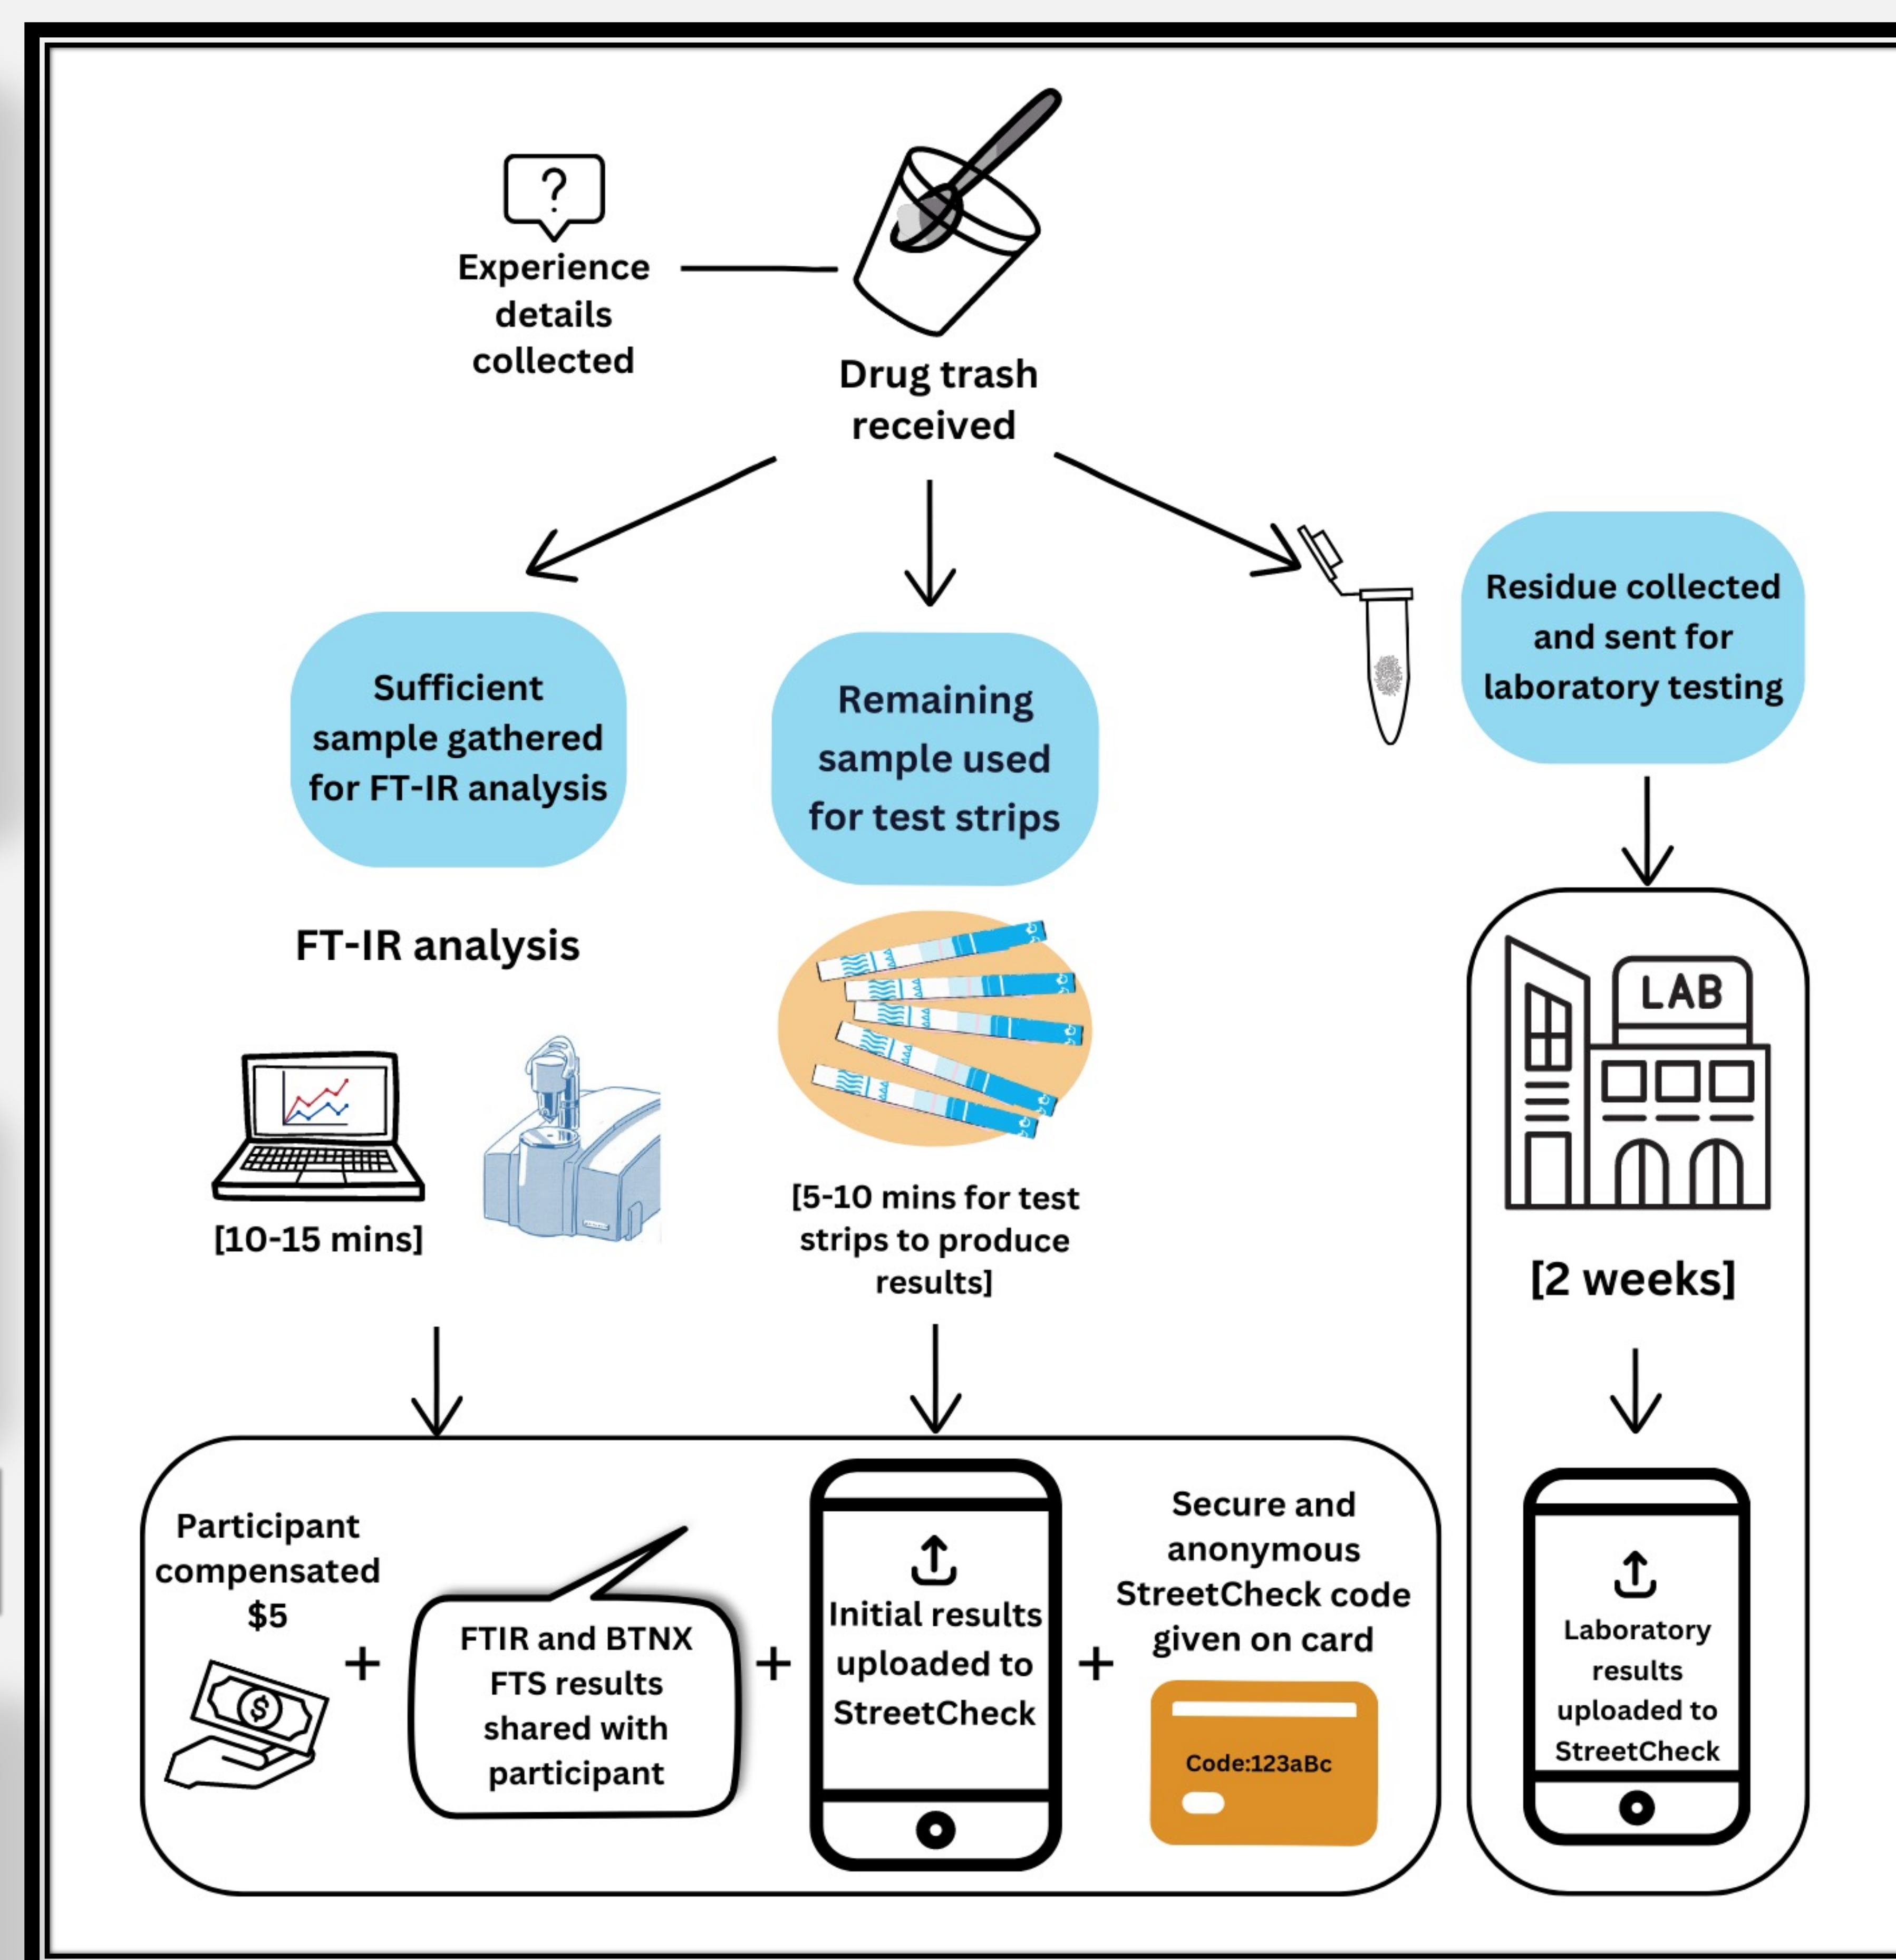 ?
Experience
details
collected
Drug trash
received
Sufficient
sample gathered
for FT-IR analysis
Remaining
sample used
for test strips
Residue collected
and sent for
laboratory testing
FT-IR analysis
[10-15 mins]
[5-10 mins for test
strips to produce
results]
LAB
[2 weeks]
Participant
compensated
$5
$
+
FTIR and BTNX
FTS results
shared with
participant
+
Initial results
uploaded to
StreetCheck
+
Secure and
anonymous
StreetCheck code
given on card
Code:123aBc
Laboratory
results
uploaded to
StreetCheck